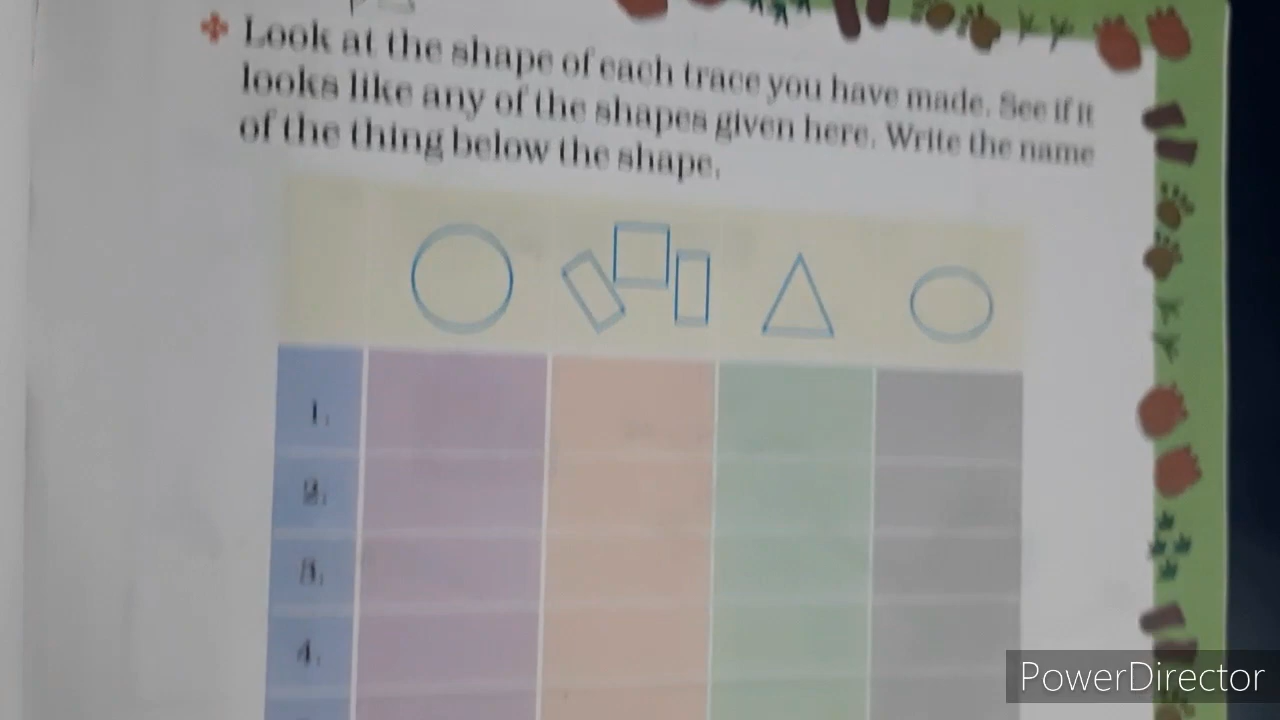 Look at the shape of each trace you have made. See if it
looks like any of the shapes given here. Write the name
of the thing below the shape.
1.
2.
3.
4.
PowerDirector